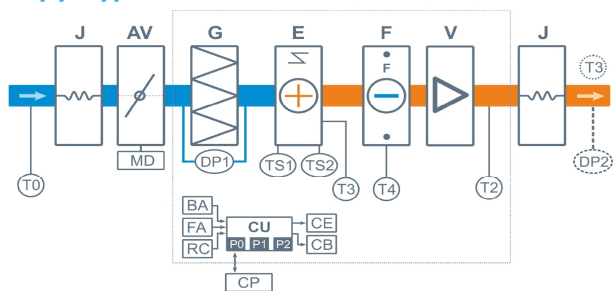 J AV G E F V J
F
T3
DP1 TS1 TS2
MD
T0 T3 T4 T2 DP2
BA
FA CU CE
RC P0 P1 P2 CB
CP